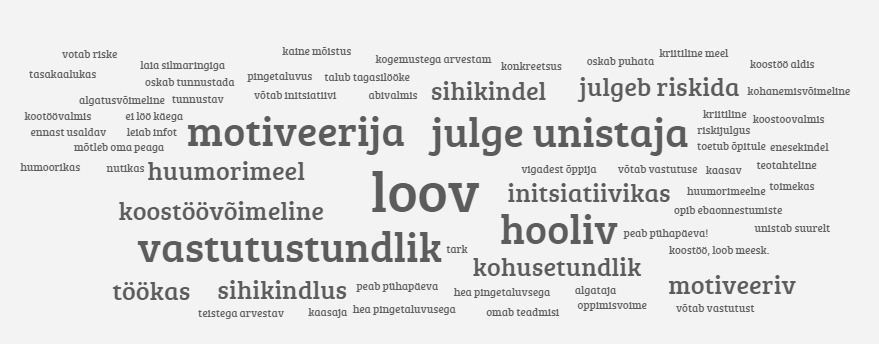 votab riske
kaine mõistus
kriitiline meel
kogemustega arvestam
laia silmaringiga
konkreetsus
oskab puhata
koostöö aldis
tasakaalukas
oskab tunnustada
pingetaluvus
talub tagasilööke
sihikindel
julgeb riskida
kohanemisvõimeline
algatusvõimeline
tunnustav
võtab initsiatiivi
abivalmis
kootöövalmis
ei löö käega
kriitiline
koostoovalmis
ennast usaldav
leiab infot
motiveerija
julge unistaja
riskijulgus
mõtleb oma peaga
toetub õpitule
enesekindel
humoorikas
nutikas
huumorimeel
vigadest õppija
võtab vastutuse
kaasav
teotahteline
loov
initsiatiivikas
huumorimeelne
toimekas
koostöövõimeline
opib ebaonnestumiste
hooliv
peab pühapäeva!
unistab suurelt
vastutustundlik
tark
koostöö, loob meesk.
kohusetundlik
töökas
sihikindlus
peab pühapäeva
hea pingetaluvsega
algataja
motiveeriv
teistega arvestav
kaasaja
hea pingetaluvusega
omab teadmisi
oppimisvoime
võtab vastutust